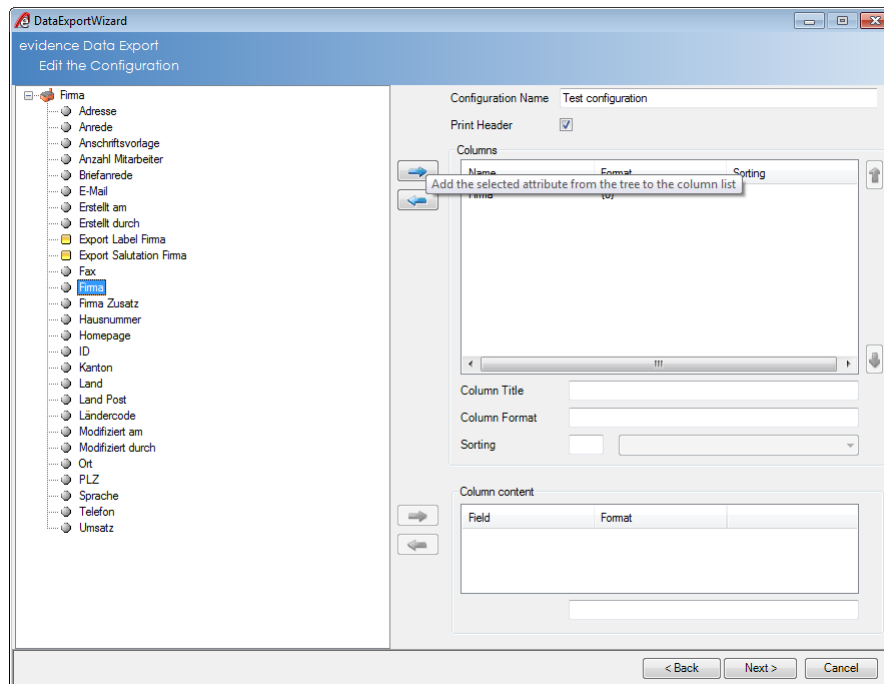 DataExportWizard
evidence Data Export
Edit the Configuration
Firma
Adresse
Anrede
Anschriftsvorlage
Anzahl Mitarbeiter
Briefanrede
E-Mail
Erstellt am
Erstellt durch
Export Label Firma
Export Salutation Firma
Fax
Firma
Firma Zusatz
Hausnummer
Homepage
ID
Kanton
Land
Land Post
Ländercode
Modifiziert am
Modifiziert durch
Ort
PLZ
Sprache
Telefon
Umsatz
Configuration Name Test configuration
Print Header
Columns
Name Format Sorting
Add the selected attribute from the tree to the column list
Firma {0}
Column Title
Column Format
Sorting
Column content
Field Format
< Back Next > Cancel